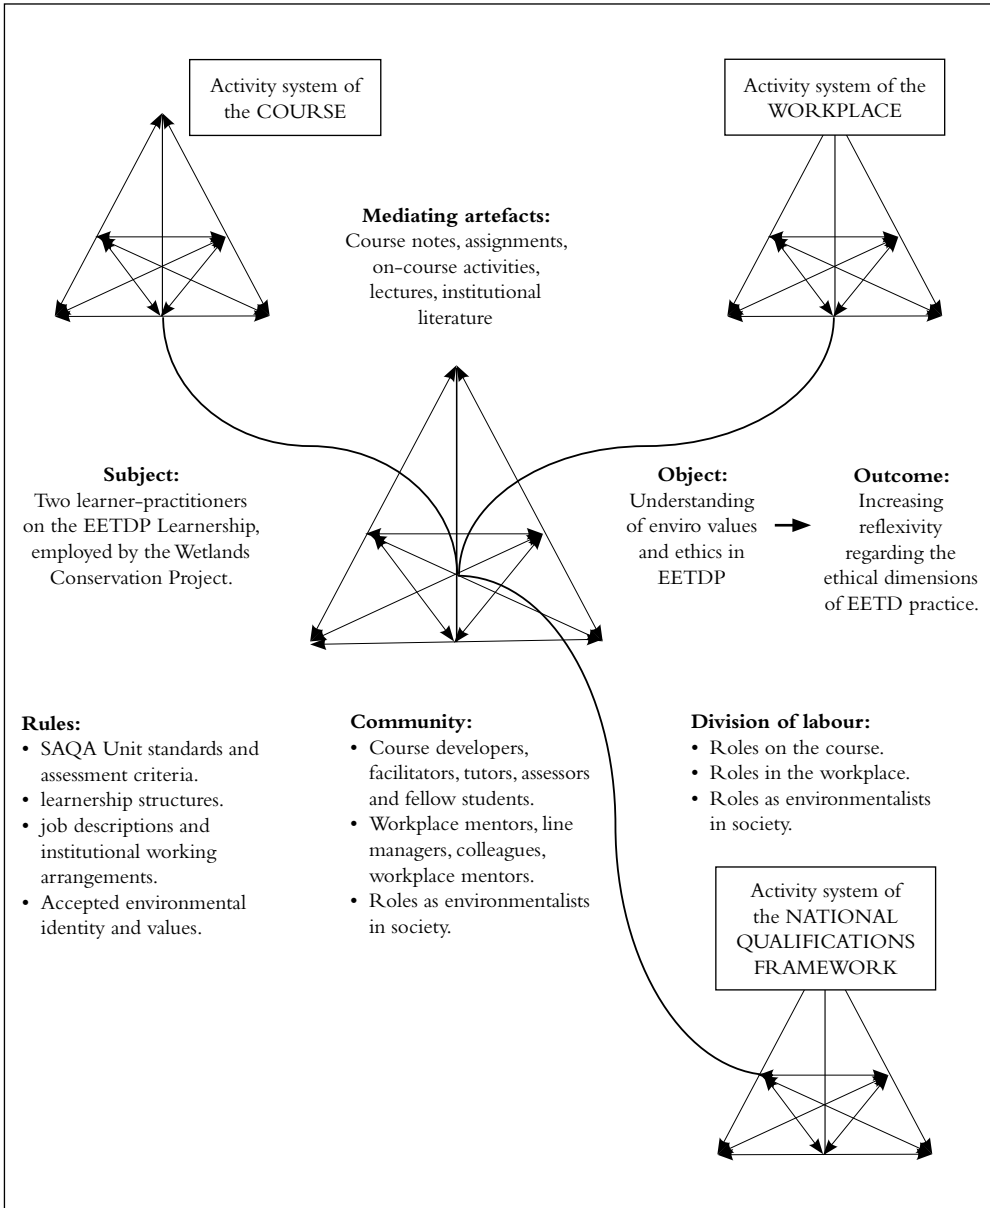 Activity system of
the COURSE
Activity system of the
WORKPLACE
Mediating artefacts:
Course notes, assignments,
on-course activities,
lectures, institutional
literature
Subject:
Two learner-practitioners
on the EETDP Learnership,
employed by the Wetlands
Conservation Project.
Object:
Understanding
of enviro values
and ethics in
EETDP
Outcome:
Increasing
reflexivity
regarding the
ethical dimensions
of EETD practice.
Rules:
• SAQA Unit standards and
assessment criteria.
• learnership structures.
• job descriptions and
institutional working
arrangements.
• Accepted environmental
identity and values.
Community:
• Course developers,
facilitators, tutors, assessors
and fellow students.
• Workplace mentors, line
managers, colleagues,
workplace mentors.
• Roles as environmentalists
in society.
Division of labour:
• Roles on the course.
• Roles in the workplace.
• Roles as environmentalists
in society.
Activity system of
the NATIONAL
QUALIFICATIONS
FRAMEWORK